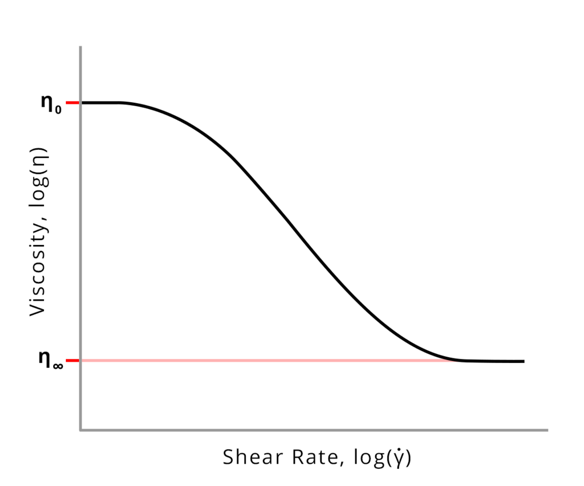 η₀
Viscosity, log(η)
η∞
Shear Rate, log(γ̇)